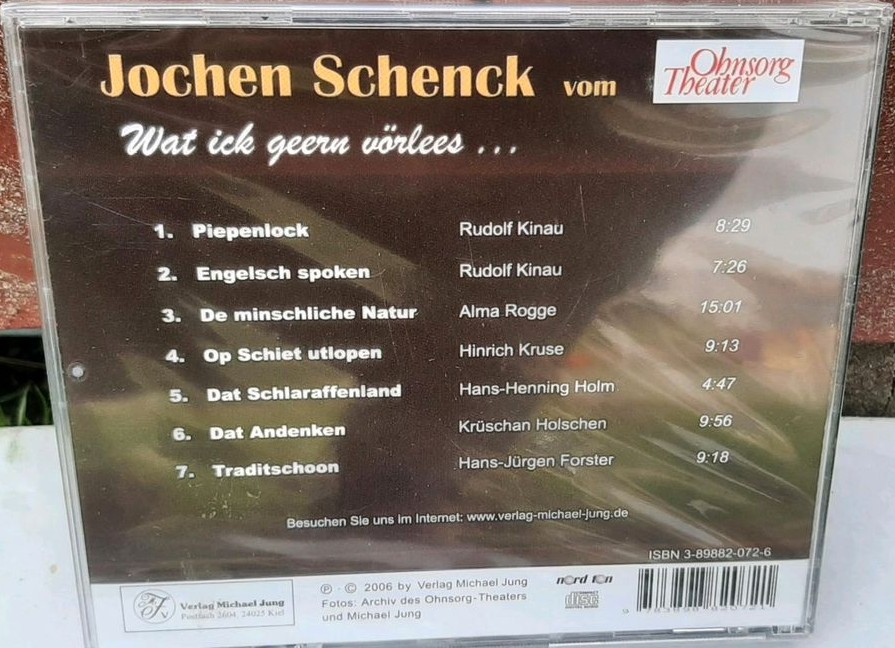 Jochen Schenck vom Ohnsorg Theater
Wat ick geern vörlees ...
1. Piepenlock Rudolf Kinau 8:29
2. Engelsch spoken Rudolf Kinau 7:26
3. De minschliche Natur Alma Rogge 15:01
4. Op Schiet utlopen Hinrich Kruse 9:13
5. Dat Schlaraffenland Hans-Henning Holm 4:47
6. Dat Andenken Krüschan Holschen 9:56
7. Traditschoon Hans-Jürgen Forster 9:18
Besuchen Sie uns im Internet: www.verlag-michael-jung.de
ISBN 3-89882-072-6
Verlag Michael Jung
Postfach 2604, 24025 Kiel
℗ · © 2006 by Verlag Michael Jung
Fotos: Archiv des Ohnsorg-Theaters
und Michael Jung
nord ton
COMPACT
disc